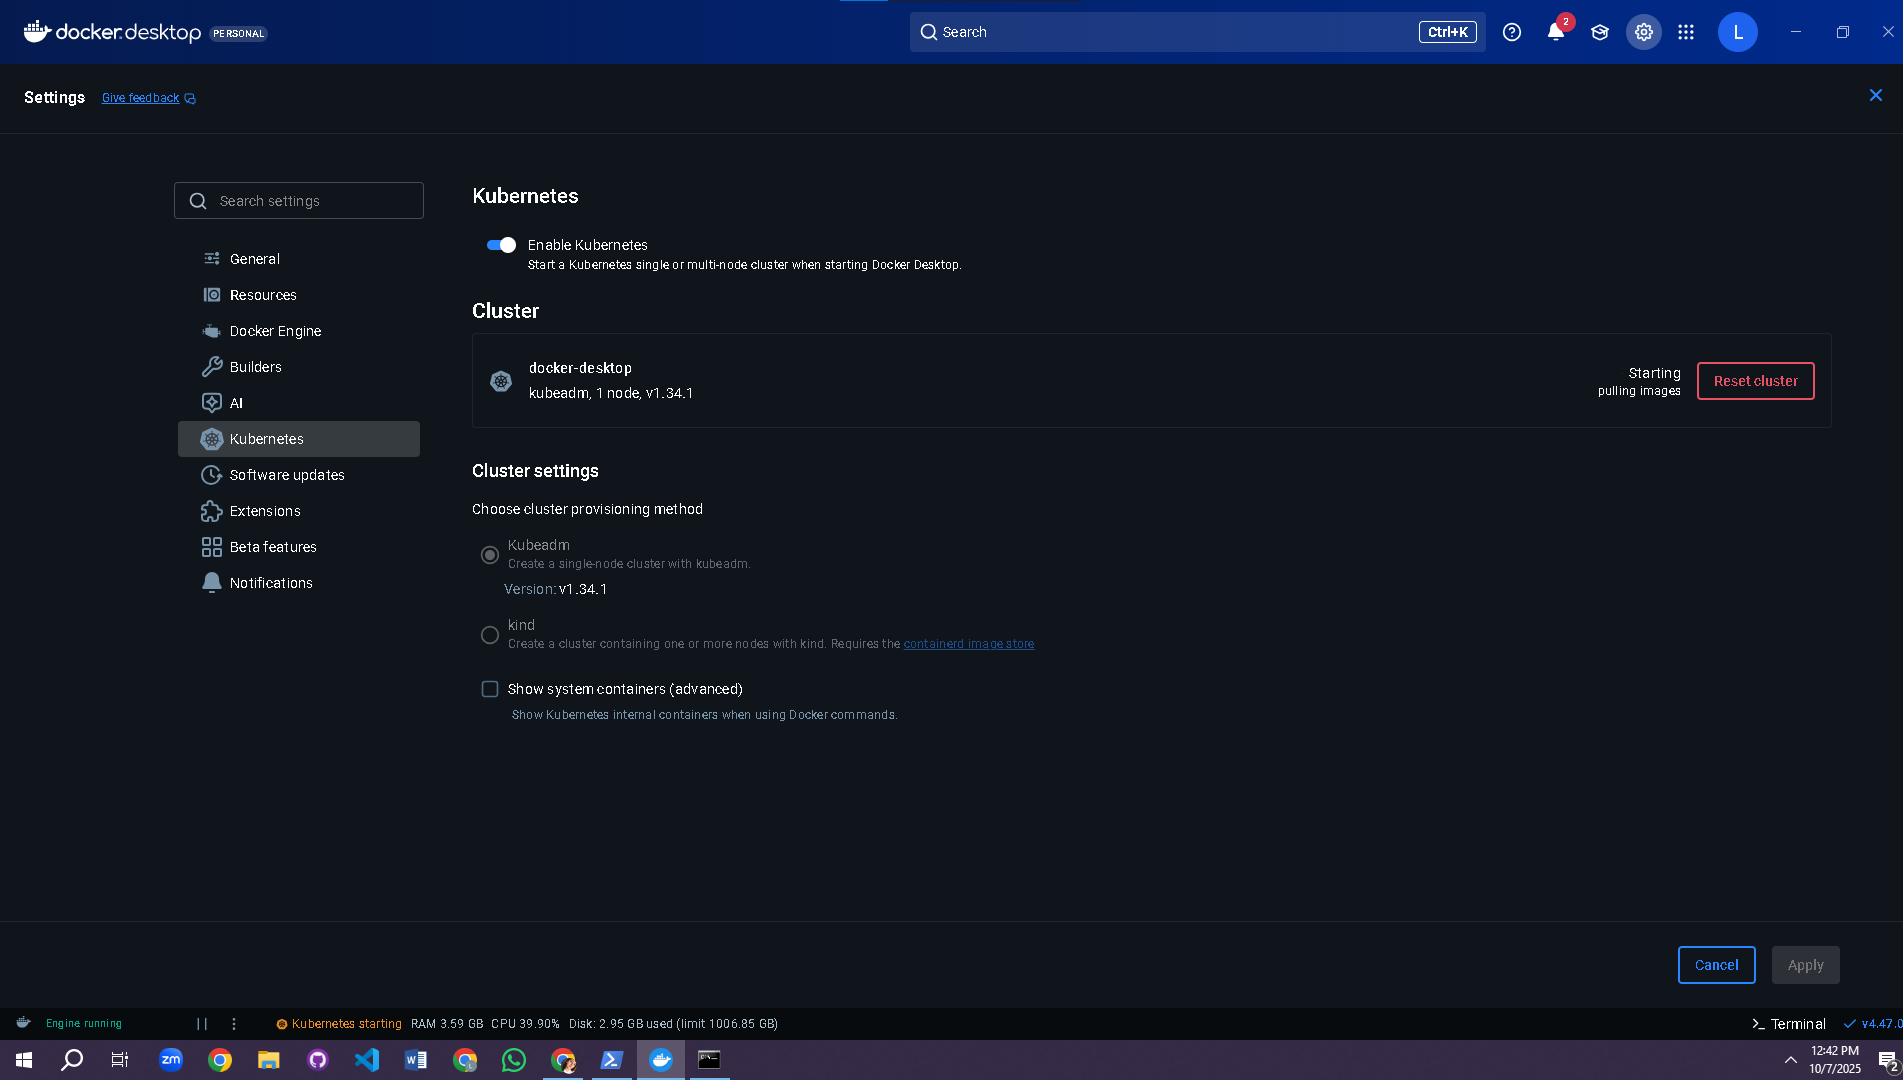 docker.desktop PERSONAL
Search
Ctrl+K
2
L
Settings
Give feedback
Search settings
General
Resources
Docker Engine
Builders
AI
Kubernetes
Software updates
Extensions
Beta features
Notifications
Kubernetes
Enable Kubernetes
Start a Kubernetes single or multi-node cluster when starting Docker Desktop.
Cluster
docker-desktop
kubeadm, 1 node, v1.34.1
Starting
pulling images
Reset cluster
Cluster settings
Choose cluster provisioning method
Kubeadm
Create a single-node cluster with kubeadm.
Version: v1.34.1
kind
Create a cluster containing one or more nodes with kind. Requires the containerd image store
Show system containers (advanced)
Show Kubernetes internal containers when using Docker commands.
Cancel
Apply
Engine running
Kubernetes starting RAM 3.59 GB CPU 39.90% Disk: 2.95 GB used (limit 1006.85 GB)
Terminal
v4.47.0
zm
W
L
12:42 PM
10/7/2025
2